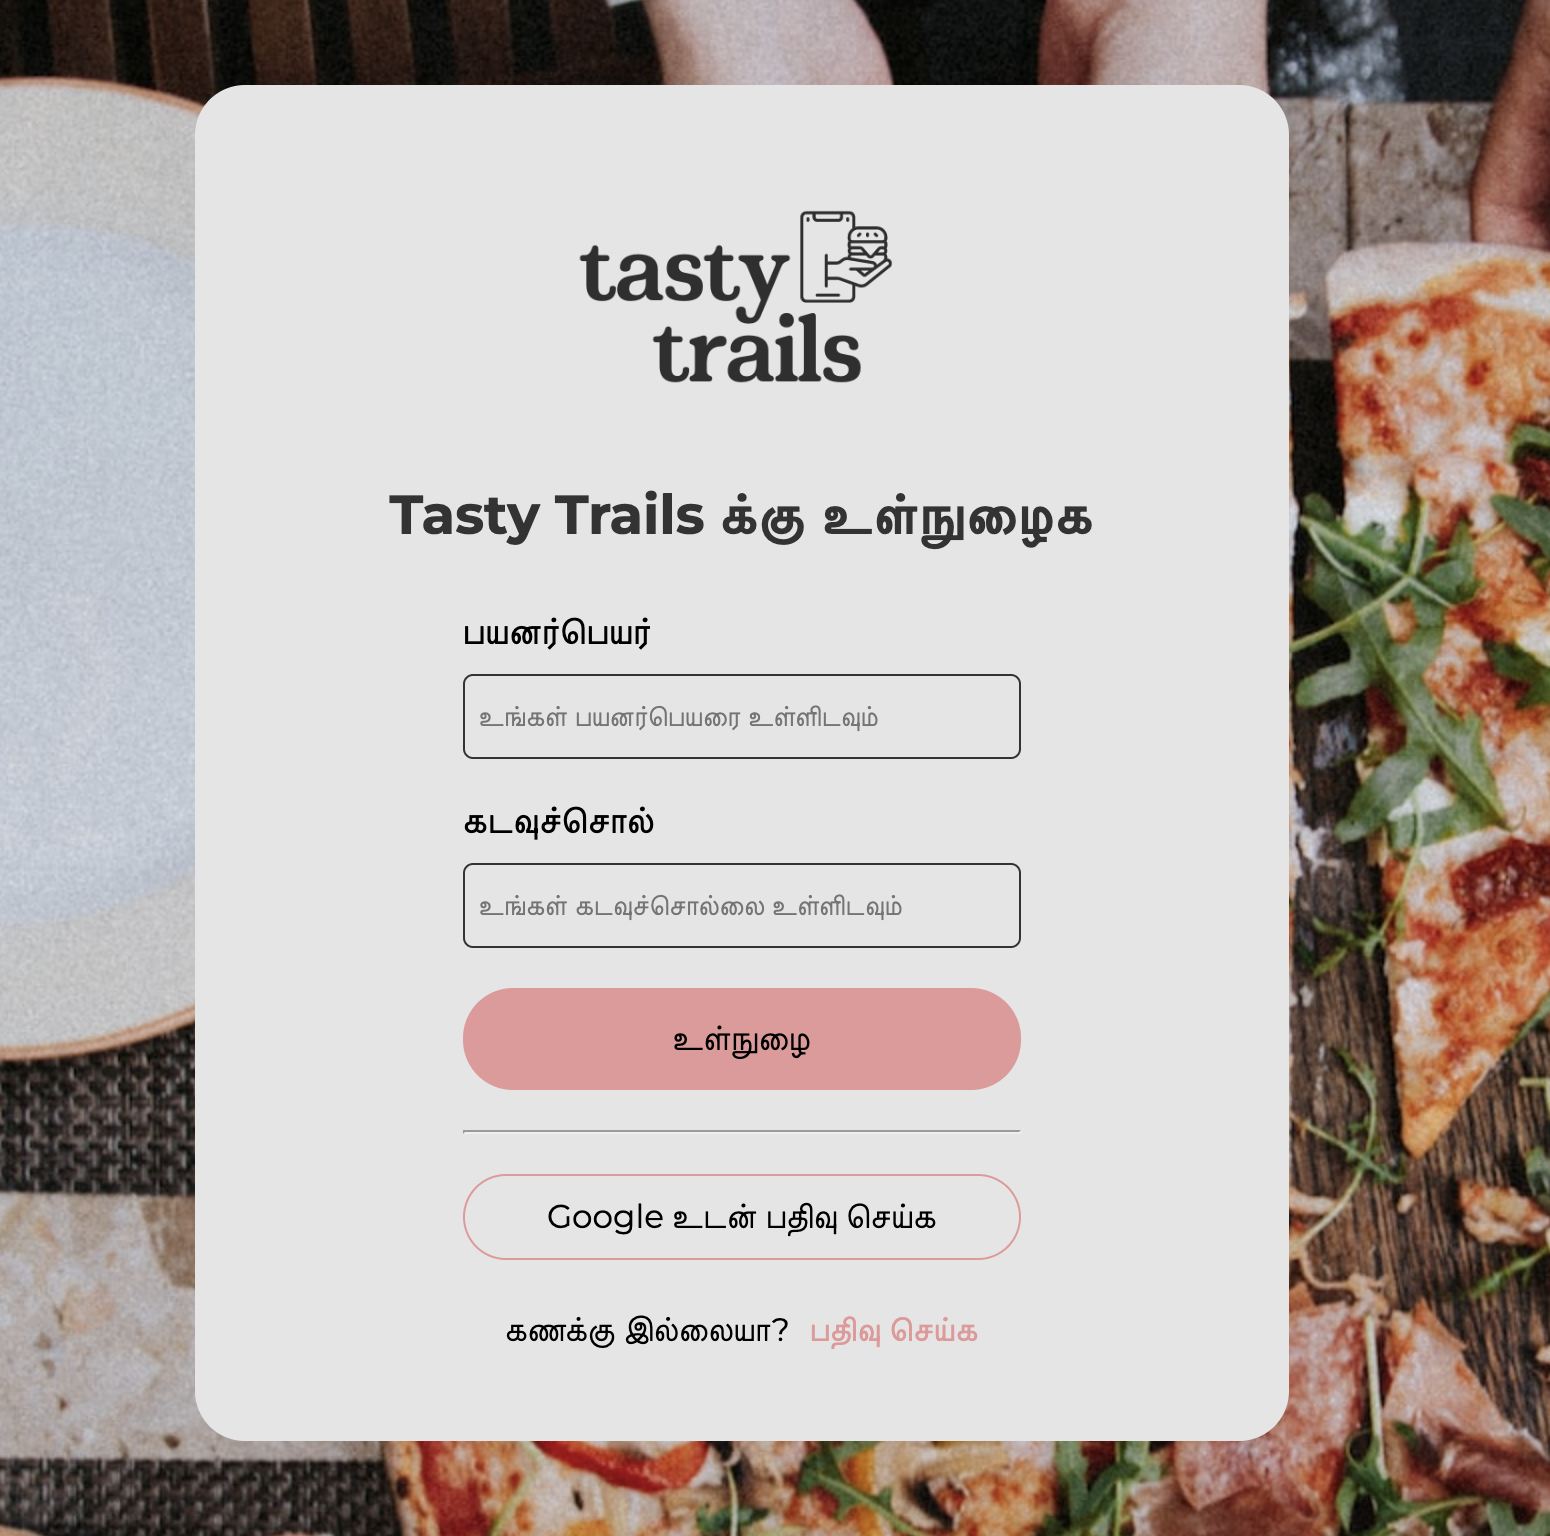 tasty
trails
Tasty Trails க்கு உள்நுழைக
பயனர்பெயர்
உங்கள் பயனர்பெயரை உள்ளிடவும்
கடவுச்சொல்
உங்கள் கடவுச்சொல்லை உள்ளிடவும்
உள்நுழை
Google உடன் பதிவு செய்க
கணக்கு இல்லையா? பதிவு செய்க